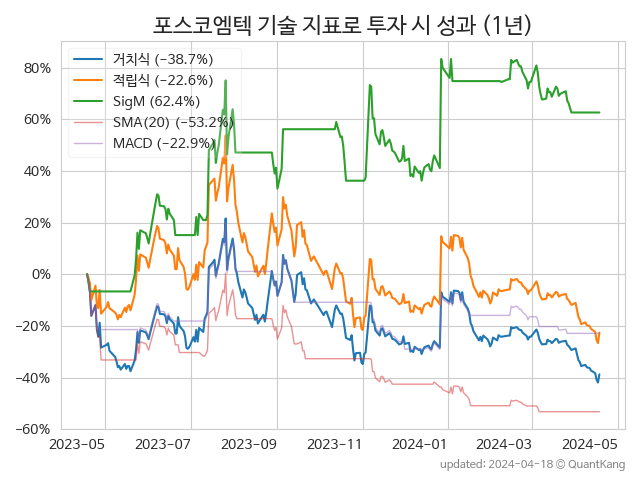 포스코엠텍 기술 지표로 투자 시 성과 (1년)
거치식 (−38.7%)
적립식 (−22.6%)
SigM (62.4%)
SMA(20) (−53.2%)
MACD (−22.9%)
80%
60%
40%
20%
0%
−20%
−40%
−60%
2023-05 2023-07 2023-09 2023-11 2024-01 2024-03 2024-05
updated: 2024-04-18 © QuantKang